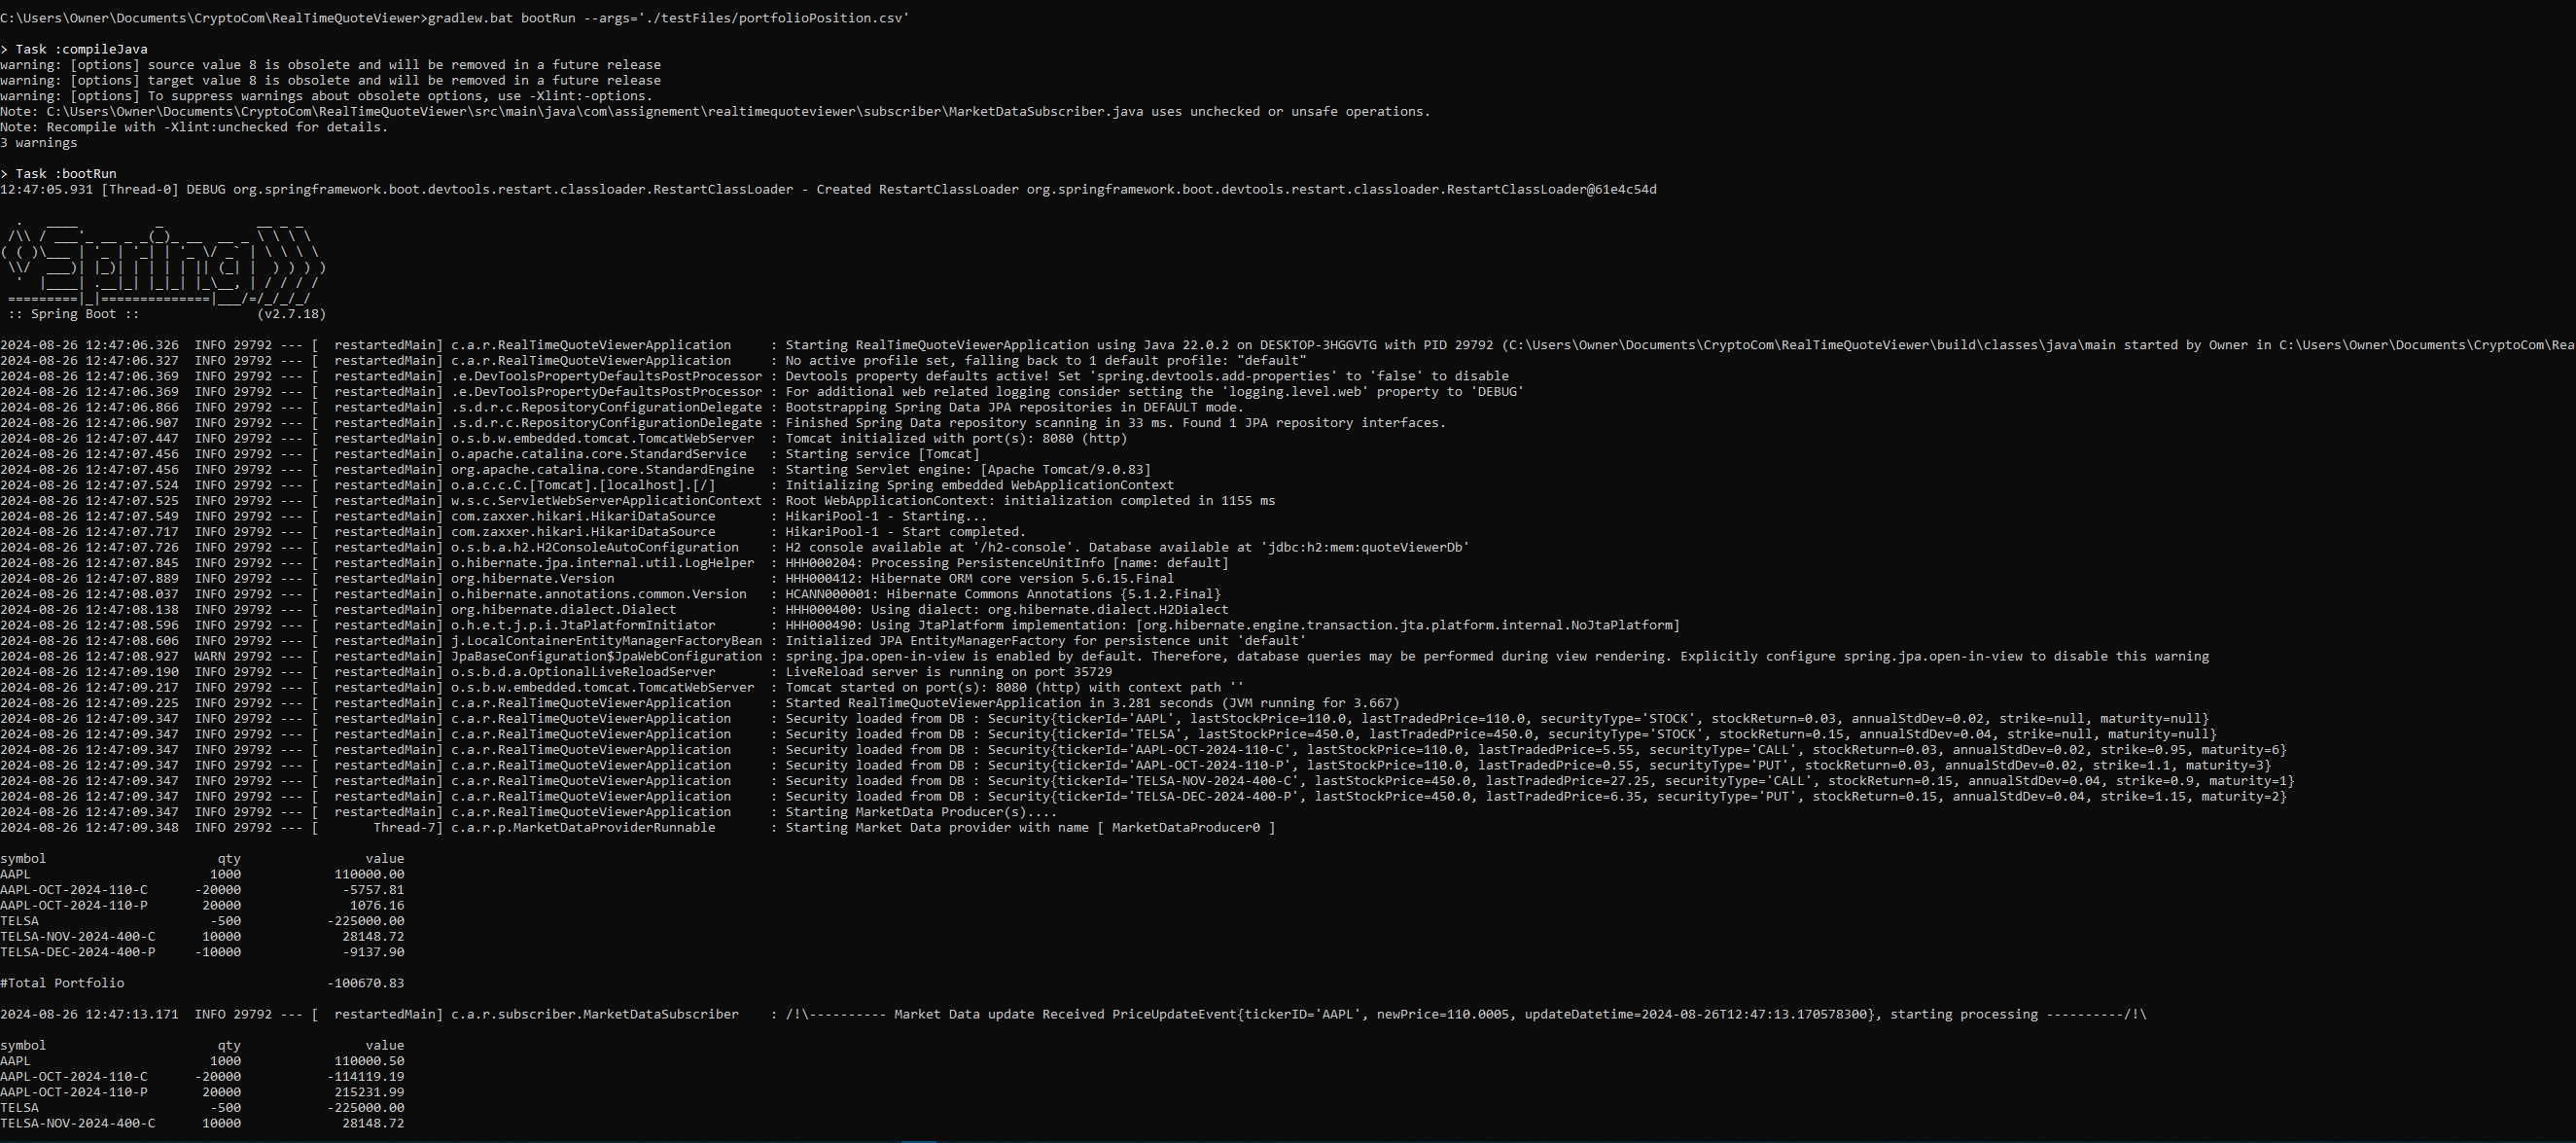 C:\Users\Owner\Documents\CryptoCom\RealTimeQuoteViewer>gradlew.bat bootRun --args='./testFiles/portfolioPosition.csv'
> Task :compileJava
warning: [options] source value 8 is obsolete and will be removed in a future release
warning: [options] target value 8 is obsolete and will be removed in a future release
warning: [options] To suppress warnings about obsolete options, use -Xlint:-options.
Note: C:\Users\Owner\Documents\CryptoCom\RealTimeQuoteViewer\src\main\java\com\assignement\realtimequoteviewer\subscriber\MarketDataSubscriber.java uses unchecked or unsafe operations.
Note: Recompile with -Xlint:unchecked for details.
3 warnings
> Task :bootRun
12:47:05.931 [Thread-0] DEBUG org.springframework.boot.devtools.restart.classloader.RestartClassLoader - Created RestartClassLoader org.springframework.boot.devtools.restart.classloader.RestartClassLoader@61e4c54d
  .   ____          _            __ _ _
 /\\ / ___'_ __ _ _(_)_ __  __ _ \ \ \ \
( ( )\___ | '_ | '_| | '_ \/ _` | \ \ \ \
 \\/  ___)| |_)| | | | | || (_| |  ) ) ) )
  '  |____| .__|_| |_|_| |_\__, | / / / /
 =========|_|==============|___/=/_/_/_/
 :: Spring Boot ::               (v2.7.18)
2024-08-26 12:47:06.326  INFO 29792 --- [  restartedMain] c.a.r.RealTimeQuoteViewerApplication     : Starting RealTimeQuoteViewerApplication using Java 22.0.2 on DESKTOP-3HGGVTG with PID 29792 (C:\Users\Owner\Documents\CryptoCom\RealTimeQuoteViewer\build\classes\java\main started by Owner in C:\Users\Owner\Documents\CryptoCom\Rea
2024-08-26 12:47:06.327  INFO 29792 --- [  restartedMain] c.a.r.RealTimeQuoteViewerApplication     : No active profile set, falling back to 1 default profile: "default"
2024-08-26 12:47:06.369  INFO 29792 --- [  restartedMain] .e.DevToolsPropertyDefaultsPostProcessor : Devtools property defaults active! Set 'spring.devtools.add-properties' to 'false' to disable
2024-08-26 12:47:06.369  INFO 29792 --- [  restartedMain] .e.DevToolsPropertyDefaultsPostProcessor : For additional web related logging consider setting the 'logging.level.web' property to 'DEBUG'
2024-08-26 12:47:06.866  INFO 29792 --- [  restartedMain] .s.d.r.c.RepositoryConfigurationDelegate : Bootstrapping Spring Data JPA repositories in DEFAULT mode.
2024-08-26 12:47:06.907  INFO 29792 --- [  restartedMain] .s.d.r.c.RepositoryConfigurationDelegate : Finished Spring Data repository scanning in 33 ms. Found 1 JPA repository interfaces.
2024-08-26 12:47:07.447  INFO 29792 --- [  restartedMain] o.s.b.w.embedded.tomcat.TomcatWebServer  : Tomcat initialized with port(s): 8080 (http)
2024-08-26 12:47:07.456  INFO 29792 --- [  restartedMain] o.apache.catalina.core.StandardService   : Starting service [Tomcat]
2024-08-26 12:47:07.456  INFO 29792 --- [  restartedMain] org.apache.catalina.core.StandardEngine  : Starting Servlet engine: [Apache Tomcat/9.0.83]
2024-08-26 12:47:07.524  INFO 29792 --- [  restartedMain] o.a.c.c.C.[Tomcat].[localhost].[/]       : Initializing Spring embedded WebApplicationContext
2024-08-26 12:47:07.525  INFO 29792 --- [  restartedMain] w.s.c.ServletWebServerApplicationContext : Root WebApplicationContext: initialization completed in 1155 ms
2024-08-26 12:47:07.549  INFO 29792 --- [  restartedMain] com.zaxxer.hikari.HikariDataSource       : HikariPool-1 - Starting...
2024-08-26 12:47:07.717  INFO 29792 --- [  restartedMain] com.zaxxer.hikari.HikariDataSource       : HikariPool-1 - Start completed.
2024-08-26 12:47:07.726  INFO 29792 --- [  restartedMain] o.s.b.a.h2.H2ConsoleAutoConfiguration    : H2 console available at '/h2-console'. Database available at 'jdbc:h2:mem:quoteViewerDb'
2024-08-26 12:47:07.845  INFO 29792 --- [  restartedMain] o.hibernate.jpa.internal.util.LogHelper  : HHH000204: Processing PersistenceUnitInfo [name: default]
2024-08-26 12:47:07.889  INFO 29792 --- [  restartedMain] org.hibernate.Version                    : HHH000412: Hibernate ORM core version 5.6.15.Final
2024-08-26 12:47:08.037  INFO 29792 --- [  restartedMain] o.hibernate.annotations.common.Version   : HCANN000001: Hibernate Commons Annotations {5.1.2.Final}
2024-08-26 12:47:08.138  INFO 29792 --- [  restartedMain] org.hibernate.dialect.Dialect            : HHH000400: Using dialect: org.hibernate.dialect.H2Dialect
2024-08-26 12:47:08.596  INFO 29792 --- [  restartedMain] o.h.e.t.j.p.i.JtaPlatformInitiator       : HHH000490: Using JtaPlatform implementation: [org.hibernate.engine.transaction.jta.platform.internal.NoJtaPlatform]
2024-08-26 12:47:08.606  INFO 29792 --- [  restartedMain] j.LocalContainerEntityManagerFactoryBean : Initialized JPA EntityManagerFactory for persistence unit 'default'
2024-08-26 12:47:08.927  WARN 29792 --- [  restartedMain] JpaBaseConfiguration$JpaWebConfiguration : spring.jpa.open-in-view is enabled by default. Therefore, database queries may be performed during view rendering. Explicitly configure spring.jpa.open-in-view to disable this warning
2024-08-26 12:47:09.190  INFO 29792 --- [  restartedMain] o.s.b.d.a.OptionalLiveReloadServer       : LiveReload server is running on port 35729
2024-08-26 12:47:09.217  INFO 29792 --- [  restartedMain] o.s.b.w.embedded.tomcat.TomcatWebServer  : Tomcat started on port(s): 8080 (http) with context path ''
2024-08-26 12:47:09.225  INFO 29792 --- [  restartedMain] c.a.r.RealTimeQuoteViewerApplication     : Started RealTimeQuoteViewerApplication in 3.281 seconds (JVM running for 3.667)
2024-08-26 12:47:09.347  INFO 29792 --- [  restartedMain] c.a.r.RealTimeQuoteViewerApplication     : Security loaded from DB : Security{tickerId='AAPL', lastStockPrice=110.0, lastTradedPrice=110.0, securityType='STOCK', stockReturn=0.03, annualStdDev=0.02, strike=null, maturity=null}
2024-08-26 12:47:09.347  INFO 29792 --- [  restartedMain] c.a.r.RealTimeQuoteViewerApplication     : Security loaded from DB : Security{tickerId='TELSA', lastStockPrice=450.0, lastTradedPrice=450.0, securityType='STOCK', stockReturn=0.15, annualStdDev=0.04, strike=null, maturity=null}
2024-08-26 12:47:09.347  INFO 29792 --- [  restartedMain] c.a.r.RealTimeQuoteViewerApplication     : Security loaded from DB : Security{tickerId='AAPL-OCT-2024-110-C', lastStockPrice=110.0, lastTradedPrice=5.55, securityType='CALL', stockReturn=0.03, annualStdDev=0.02, strike=0.95, maturity=6}
2024-08-26 12:47:09.347  INFO 29792 --- [  restartedMain] c.a.r.RealTimeQuoteViewerApplication     : Security loaded from DB : Security{tickerId='AAPL-OCT-2024-110-P', lastStockPrice=110.0, lastTradedPrice=0.55, securityType='PUT', stockReturn=0.03, annualStdDev=0.02, strike=1.1, maturity=3}
2024-08-26 12:47:09.347  INFO 29792 --- [  restartedMain] c.a.r.RealTimeQuoteViewerApplication     : Security loaded from DB : Security{tickerId='TELSA-NOV-2024-400-C', lastStockPrice=450.0, lastTradedPrice=27.25, securityType='CALL', stockReturn=0.15, annualStdDev=0.04, strike=0.9, maturity=1}
2024-08-26 12:47:09.347  INFO 29792 --- [  restartedMain] c.a.r.RealTimeQuoteViewerApplication     : Security loaded from DB : Security{tickerId='TELSA-DEC-2024-400-P', lastStockPrice=450.0, lastTradedPrice=6.35, securityType='PUT', stockReturn=0.15, annualStdDev=0.04, strike=1.15, maturity=2}
2024-08-26 12:47:09.347  INFO 29792 --- [  restartedMain] c.a.r.RealTimeQuoteViewerApplication     : Starting MarketData Producer(s)....
2024-08-26 12:47:09.348  INFO 29792 --- [       Thread-7] c.a.r.p.MarketDataProviderRunnable       : Starting Market Data provider with name [ MarketDataProducer0 ]
symbol                      qty                value
AAPL                       1000            110000.00
AAPL-OCT-2024-110-C      -20000             -5757.81
AAPL-OCT-2024-110-P       20000              1076.16
TELSA                      -500           -225000.00
TELSA-NOV-2024-400-C      10000             28148.72
TELSA-DEC-2024-400-P     -10000             -9137.90
#Total Portfolio                          -100670.83
2024-08-26 12:47:13.171  INFO 29792 --- [  restartedMain] c.a.r.subscriber.MarketDataSubscriber    : /!\---------- Market Data update Received PriceUpdateEvent{tickerID='AAPL', newPrice=110.0005, updateDatetime=2024-08-26T12:47:13.170578300}, starting processing ----------/!\
symbol                      qty                value
AAPL                       1000            110000.50
AAPL-OCT-2024-110-C      -20000           -114119.19
AAPL-OCT-2024-110-P       20000            215231.99
TELSA                      -500           -225000.00
TELSA-NOV-2024-400-C      10000             28148.72